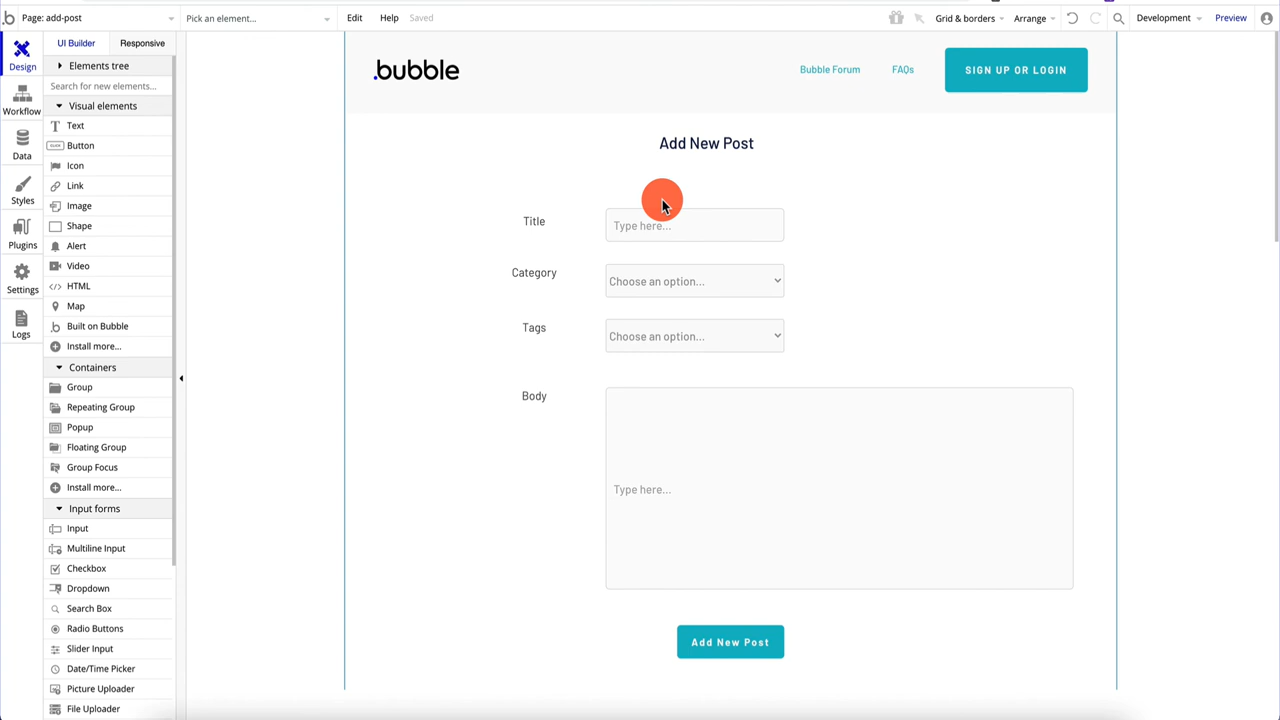 Page: add-post
Pick an element...
Edit
Help
Saved
Grid & borders
Arrange
Development
Preview
Design
Workflow
Data
Styles
Plugins
Settings
Logs
UI Builder
Responsive
Elements tree
Search for new elements...
Visual elements
Text
Button
Icon
Link
Image
Shape
Alert
Video
HTML
Map
Built on Bubble
Install more...
Containers
Group
Repeating Group
Popup
Floating Group
Group Focus
Install more...
Input forms
Input
Multiline Input
Checkbox
Dropdown
Search Box
Radio Buttons
Slider Input
Date/Time Picker
Picture Uploader
File Uploader
.bubble
Bubble Forum
FAQs
SIGN UP OR LOGIN
Add New Post
Title
Type here...
Category
Choose an option...
Tags
Choose an option...
Body
Type here...
Add New Post